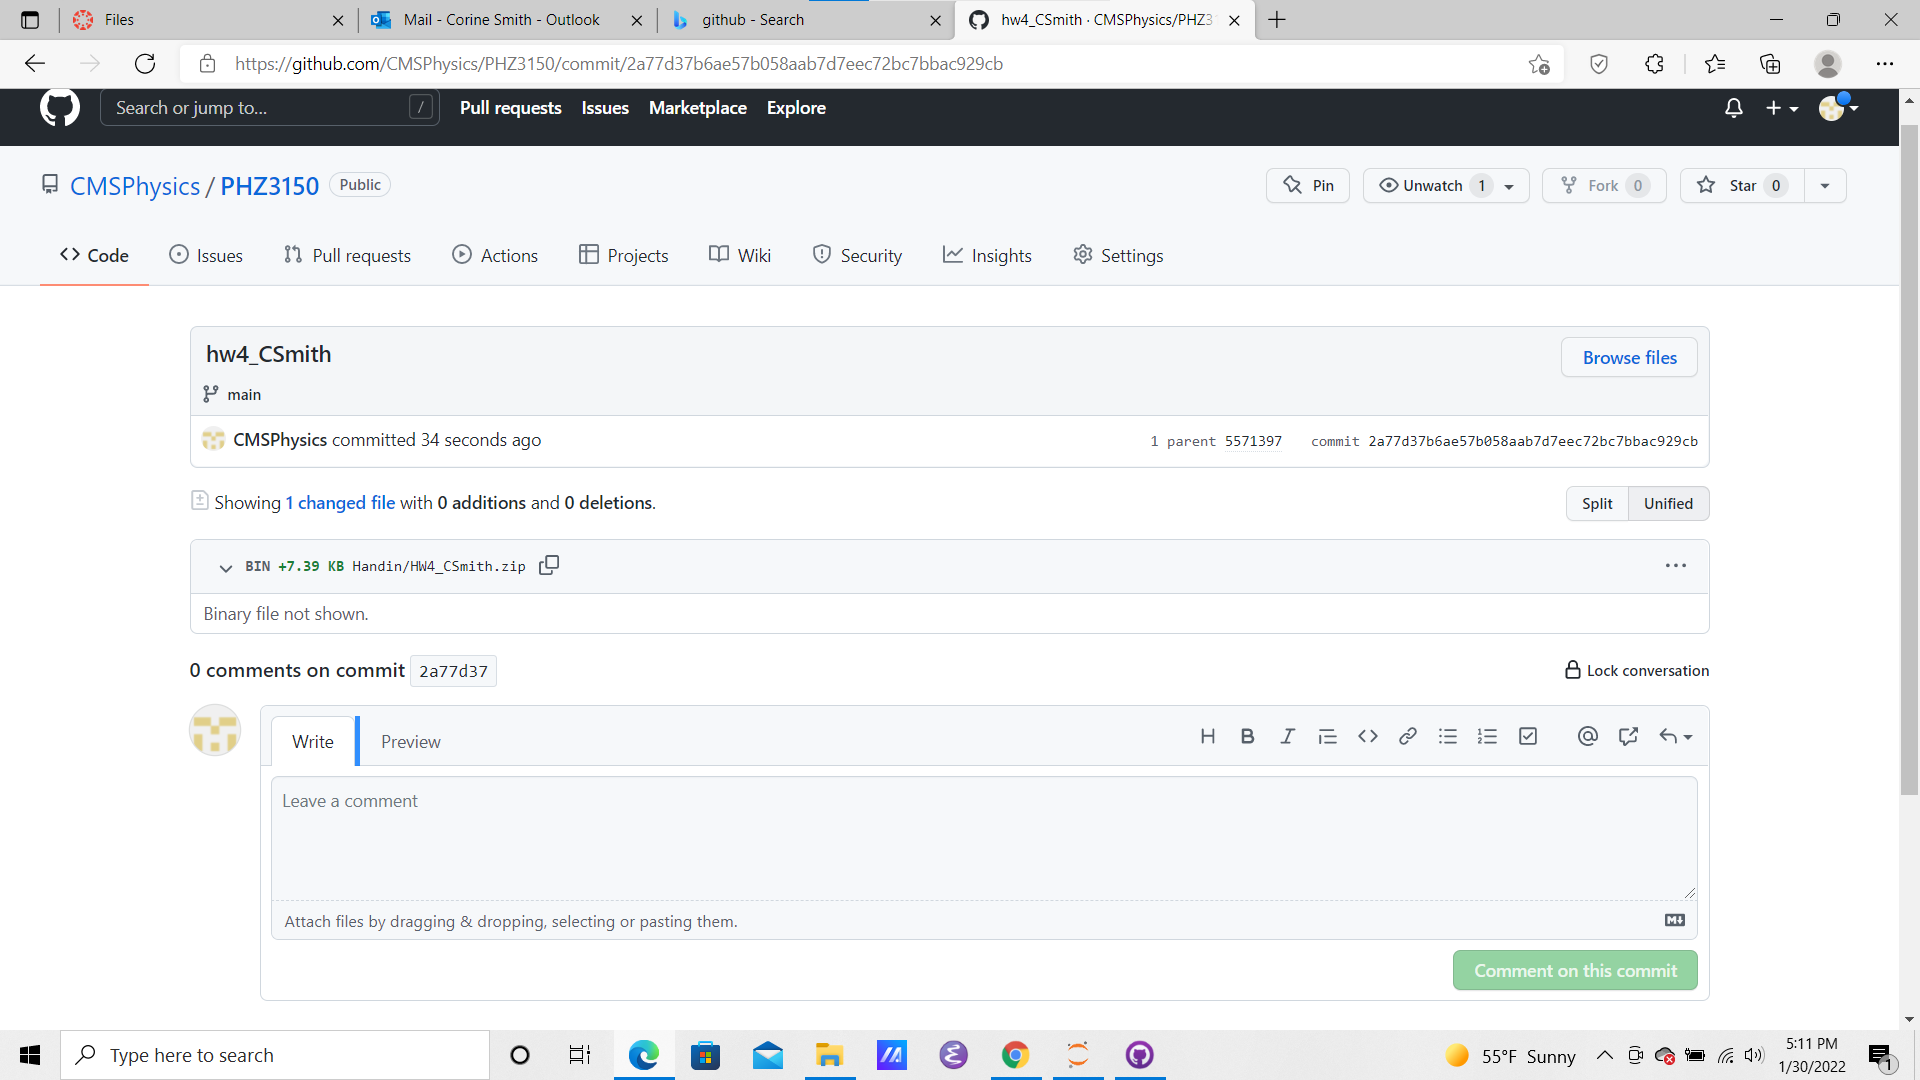 Files
Mail - Corine Smith - Outlook
github - Search
hw4_CSmith · CMSPhysics/PHZ3
https://github.com/CMSPhysics/PHZ3150/commit/2a77d37b6ae57b058aab7d7eec72bc7bbac929cb
Search or jump to... /
Pull requests Issues Marketplace Explore
CMSPhysics / PHZ3150 Public
Pin Unwatch 1 Fork 0 Star 0
Code Issues Pull requests Actions Projects Wiki Security Insights Settings
hw4_CSmith
Browse files
main
CMSPhysics committed 34 seconds ago
1 parent 5571397 commit 2a77d37b6ae57b058aab7d7eec72bc7bbac929cb
Showing 1 changed file with 0 additions and 0 deletions.
Split Unified
BIN +7.39 KB Handin/HW4_CSmith.zip
Binary file not shown.
0 comments on commit 2a77d37
Lock conversation
Write Preview
Leave a comment
Attach files by dragging & dropping, selecting or pasting them.
Comment on this commit
Type here to search
55°F Sunny
5:11 PM
1/30/2022
1